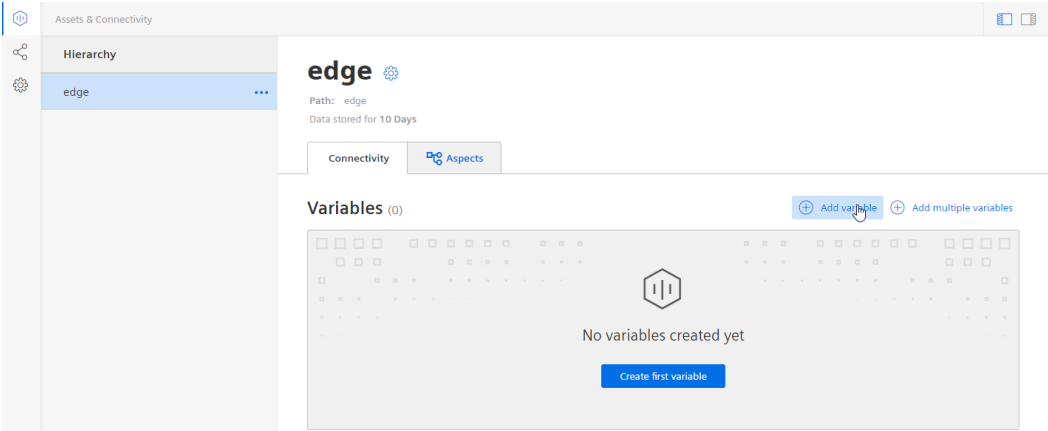 Assets & Connectivity
Hierarchy
edge
edge
Path: edge
Data stored for 10 Days
Connectivity
Aspects
Variables (0)
Add variable
Add multiple variables
No variables created yet
Create first variable